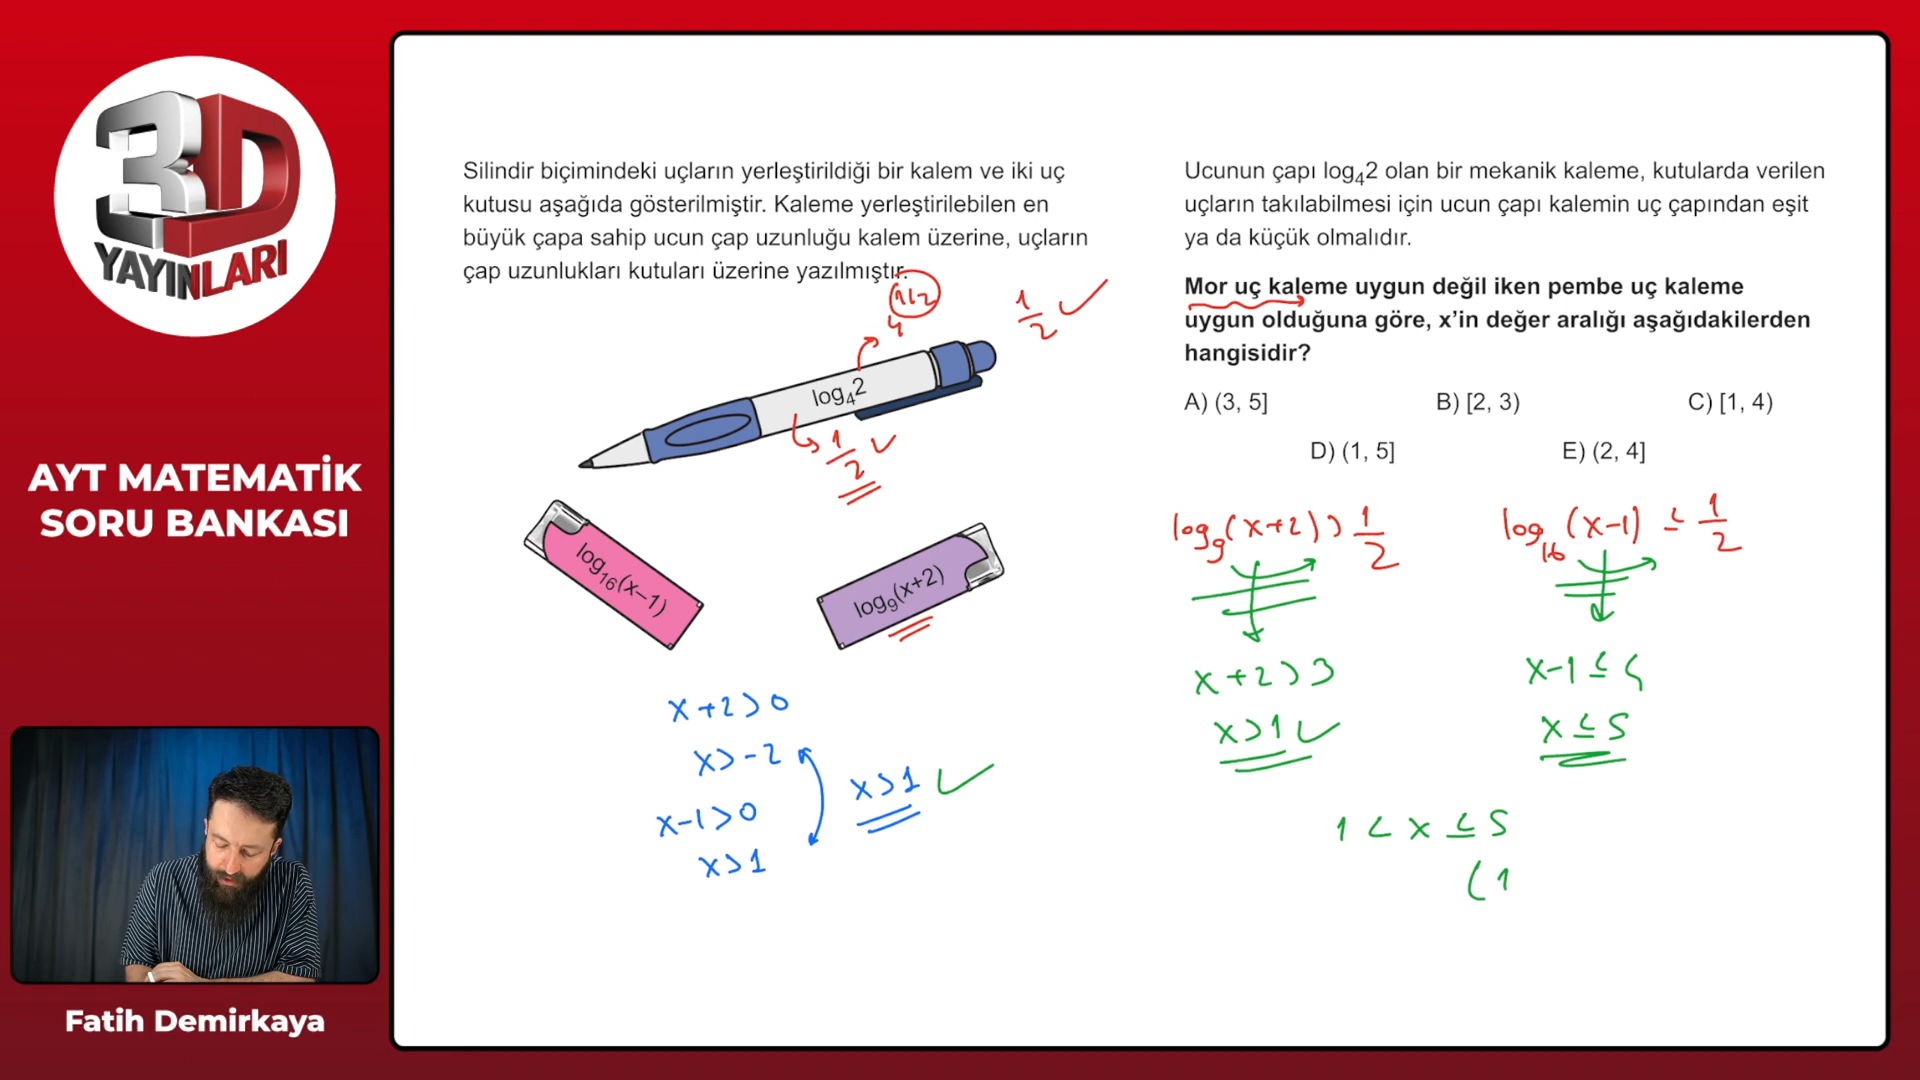 3D
YAYINLARI
AYT MATEMATİK
SORU BANKASI
Fatih Demirkaya
Silindir biçimindeki uçların yerleştirildiği bir kalem ve iki uç
kutusu aşağıda gösterilmiştir. Kaleme yerleştirilebilen en
büyük çapa sahip ucun çap uzunluğu kalem üzerine, uçların
çap uzunlukları kutuları üzerine yazılmıştır.
4^1/2
1/2 ✓
log₄2
1/2 ✓
log₁₆(x–1)
log₉(x+2)
x+2>0
x>-2
x-1>0
x>1
x>1 ✓
Ucunun çapı log₄2 olan bir mekanik kaleme, kutularda verilen
uçların takılabilmesi için ucun çapı kalemin uç çapından eşit
ya da küçük olmalıdır.
Mor uç kaleme uygun değil iken pembe uç kaleme
uygun olduğuna göre, x’in değer aralığı aşağıdakilerden
hangisidir?
A) (3, 5] B) [2, 3) C) [1, 4)
D) (1, 5] E) (2, 4]
log₉(x+2)>1/2 log₁₆(x-1)≤1/2
x+2>3 x-1≤4
x>1 ✓ x≤5
1<x≤5
(1